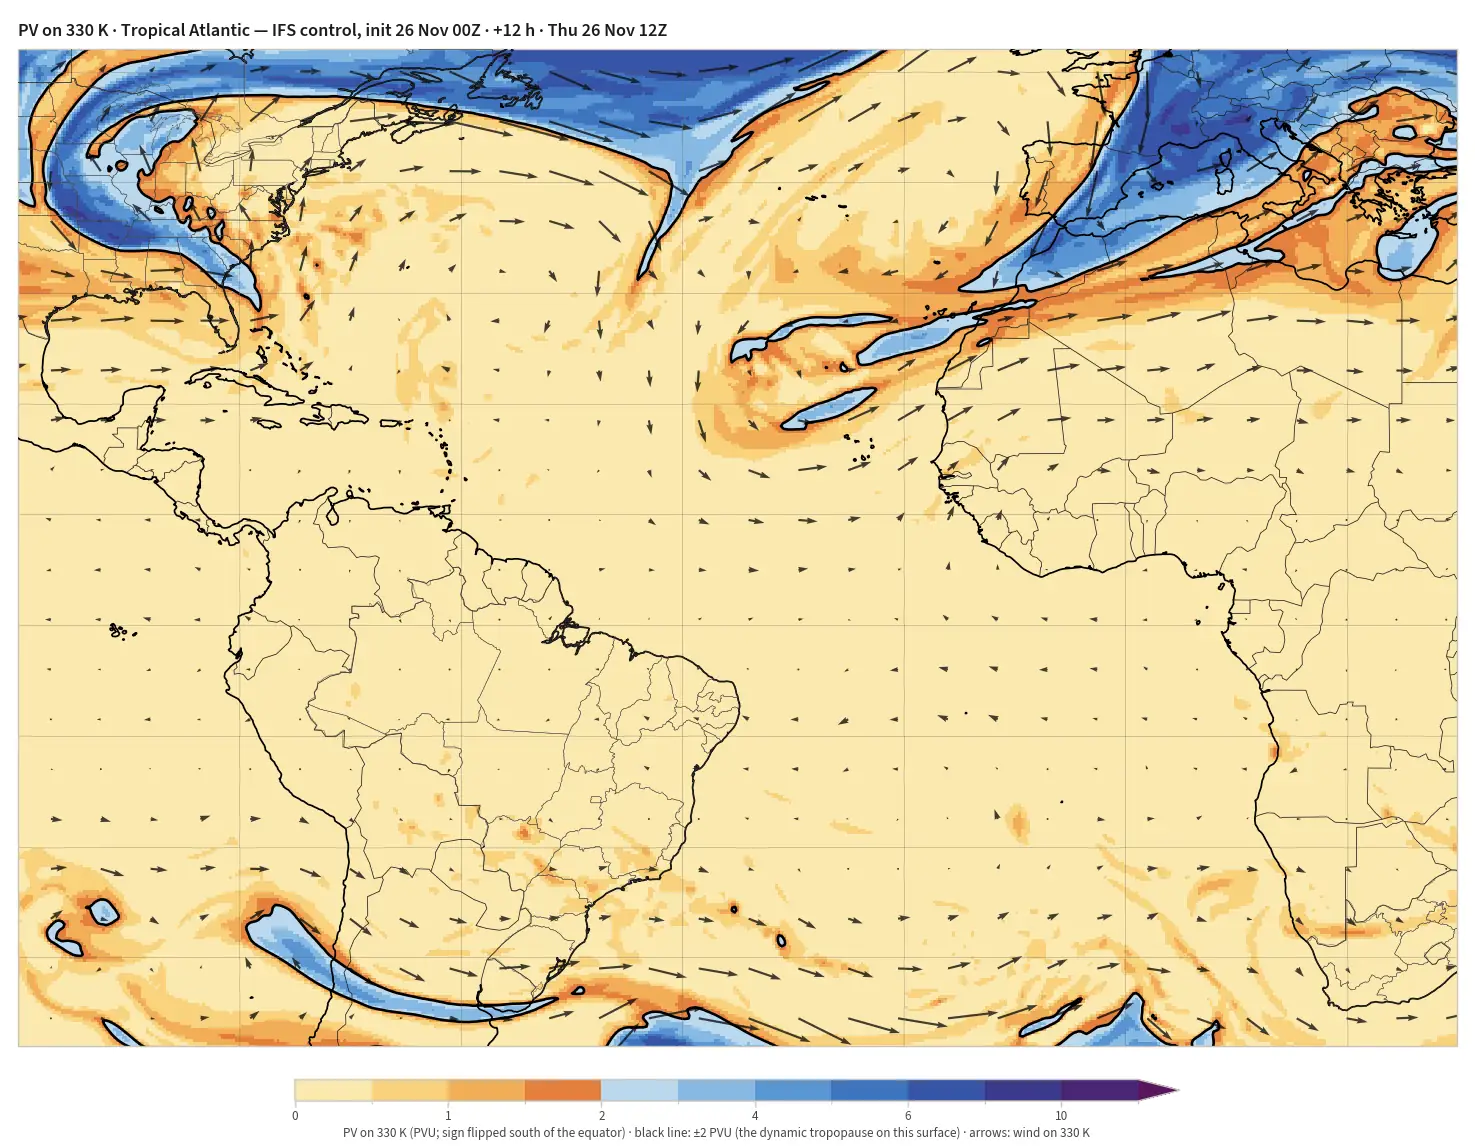 PV on 330 K · Tropical Atlantic — IFS control, init 26 Nov 00Z · +12 h · Thu 26 Nov 12Z
0 1 2 4 6 10
PV on 330 K (PVU; sign flipped south of the equator) · black line: ±2 PVU (the dynamic tropopause on this surface) · arrows: wind on 330 K